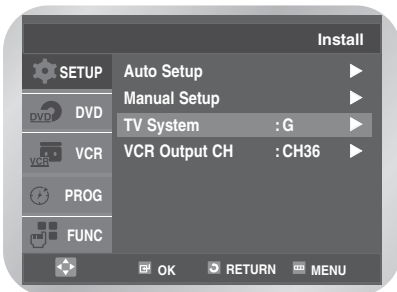 Install
SETUP
DVD
DVD
VCR
VCR
PROG
FUNC
Auto Setup
Manual Setup
TV System :G
VCR Output CH :CH36
OK RETURN MENU